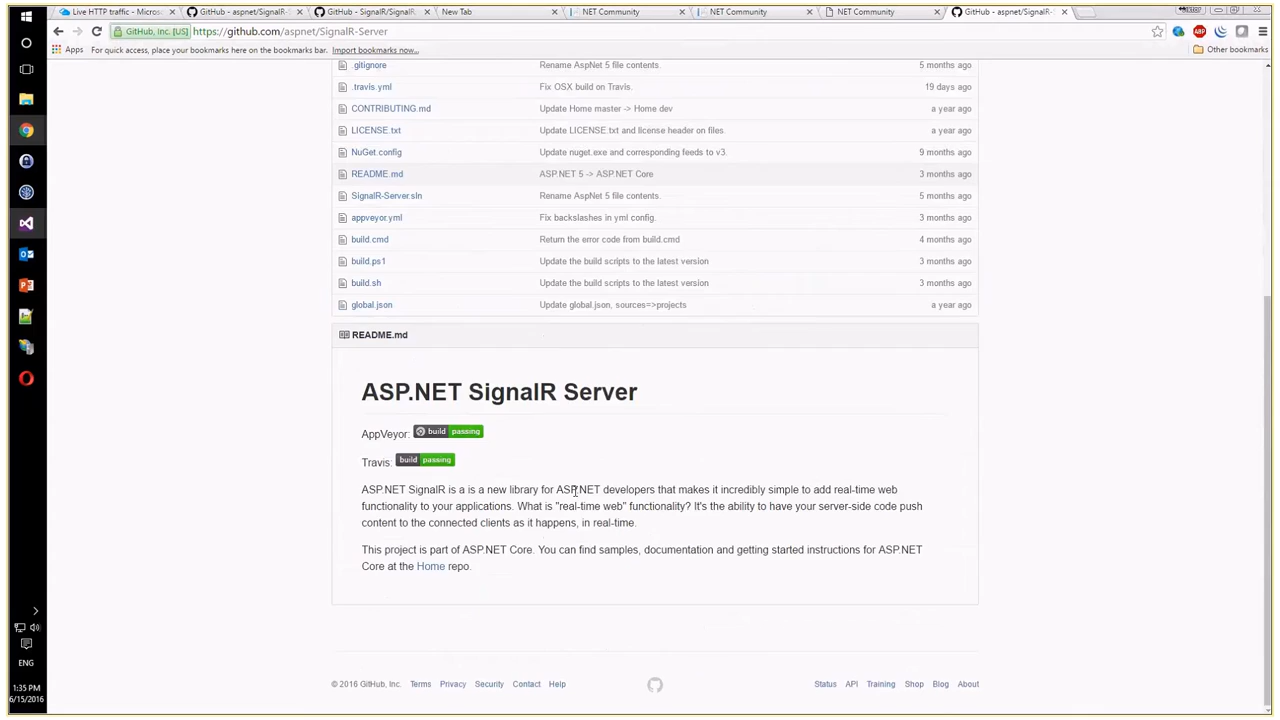 Live HTTP traffic - Microso
GitHub - aspnet/SignalR-S
GitHub - SignalR/SignalR
New Tab
NET Community
NET Community
NET Community
GitHub - aspnet/SignalR-S
GitHub, Inc. [US]
https://github.com/aspnet/SignalR-Server
Apps
For quick access, place your bookmarks here on the bookmarks bar.
Import bookmarks now...
Other bookmarks
.gitignore Rename AspNet 5 file contents. 5 months ago
.travis.yml Fix OSX build on Travis. 19 days ago
CONTRIBUTING.md Update Home master -> Home dev a year ago
LICENSE.txt Update LICENSE.txt and license header on files. a year ago
NuGet.config Update nuget.exe and corresponding feeds to v3. 9 months ago
README.md ASP.NET 5 -> ASP.NET Core 3 months ago
SignalR-Server.sln Rename AspNet 5 file contents. 5 months ago
appveyor.yml Fix backslashes in yml config. 3 months ago
build.cmd Return the error code from build.cmd 4 months ago
build.ps1 Update the build scripts to the latest version 3 months ago
build.sh Update the build scripts to the latest version 3 months ago
global.json Update global.json, sources=>projects a year ago
README.md
ASP.NET SignalR Server
AppVeyor: build passing
Travis: build passing
ASP.NET SignalR is a is a new library for ASP.NET developers that makes it incredibly simple to add real-time web
functionality to your applications. What is "real-time web" functionality? It's the ability to have your server-side code push
content to the connected clients as it happens, in real-time.
This project is part of ASP.NET Core. You can find samples, documentation and getting started instructions for ASP.NET
Core at the Home repo.
© 2016 GitHub, Inc. Terms Privacy Security Contact Help
Status API Training Shop Blog About
ENG
1:35 PM
6/15/2016